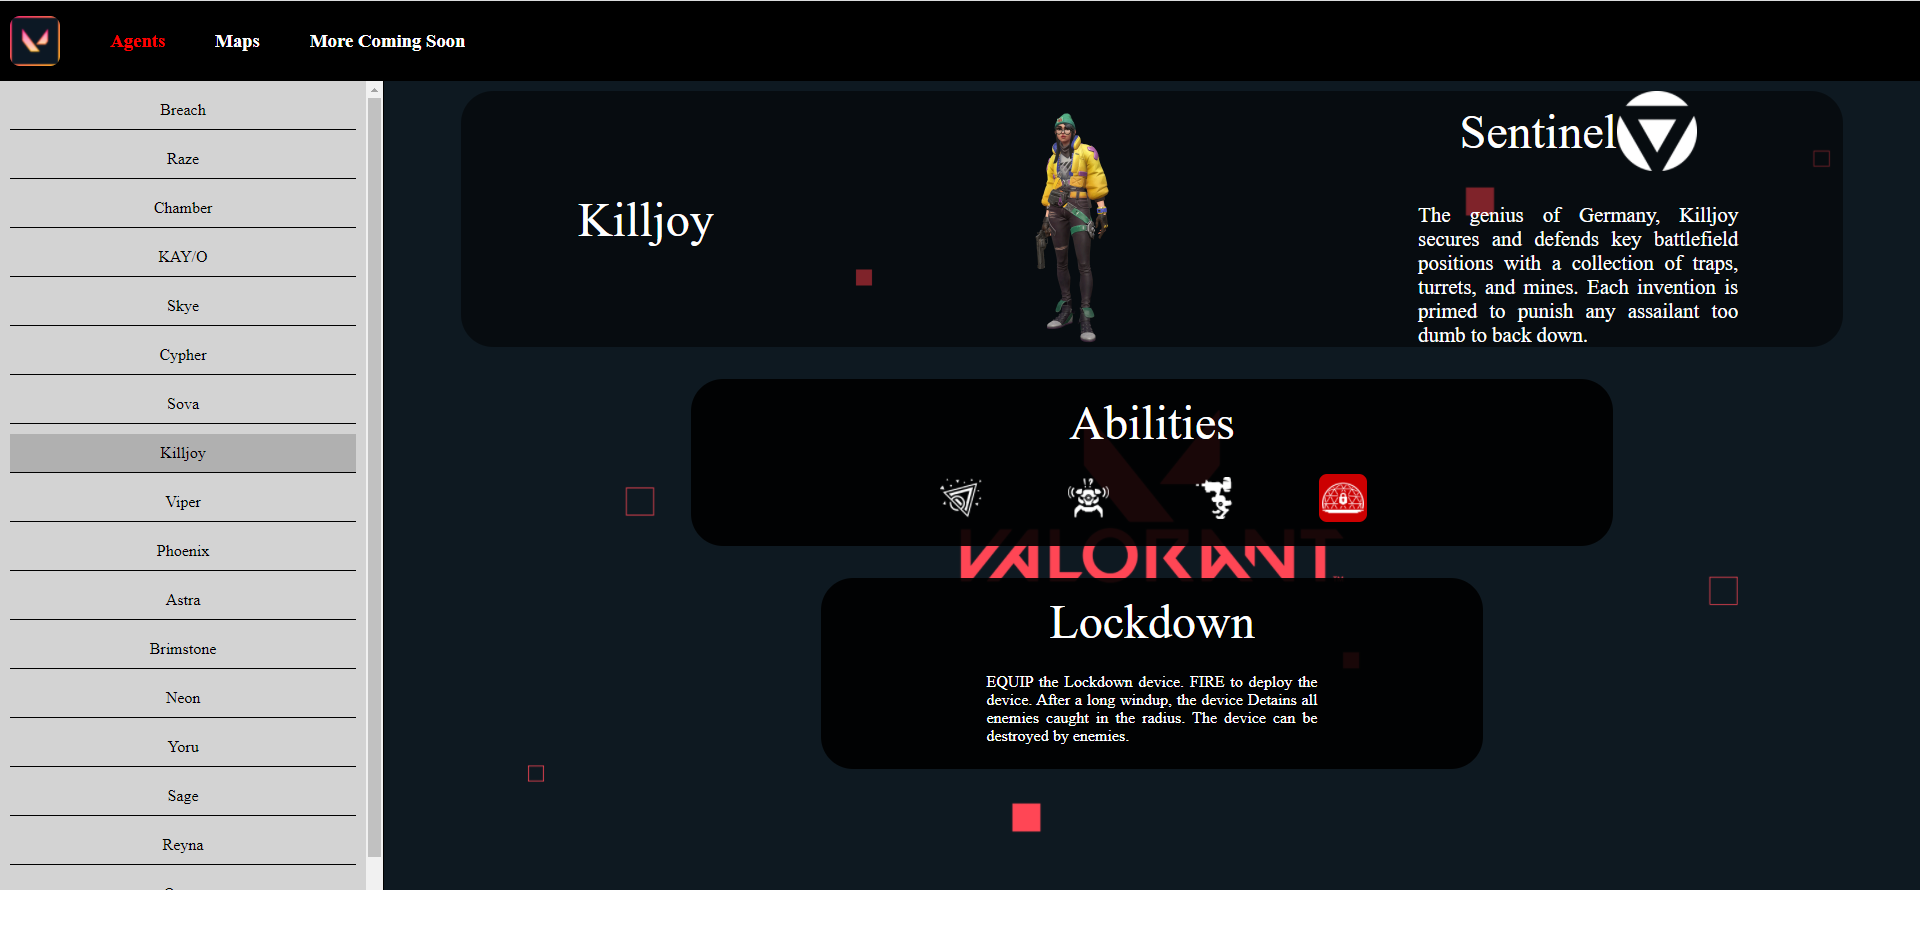 Agents
Maps
More Coming Soon
Breach
Raze
Chamber
KAY/O
Skye
Cypher
Sova
Killjoy
Viper
Phoenix
Astra
Brimstone
Neon
Yoru
Sage
Reyna
Killjoy
Sentinel
The genius of Germany, Killjoy
secures and defends key battlefield
positions with a collection of traps,
turrets, and mines. Each invention is
primed to punish any assailant too
dumb to back down.
Abilities
VALORANT
Lockdown
EQUIP the Lockdown device. FIRE to deploy the
device. After a long windup, the device Detains all
enemies caught in the radius. The device can be
destroyed by enemies.